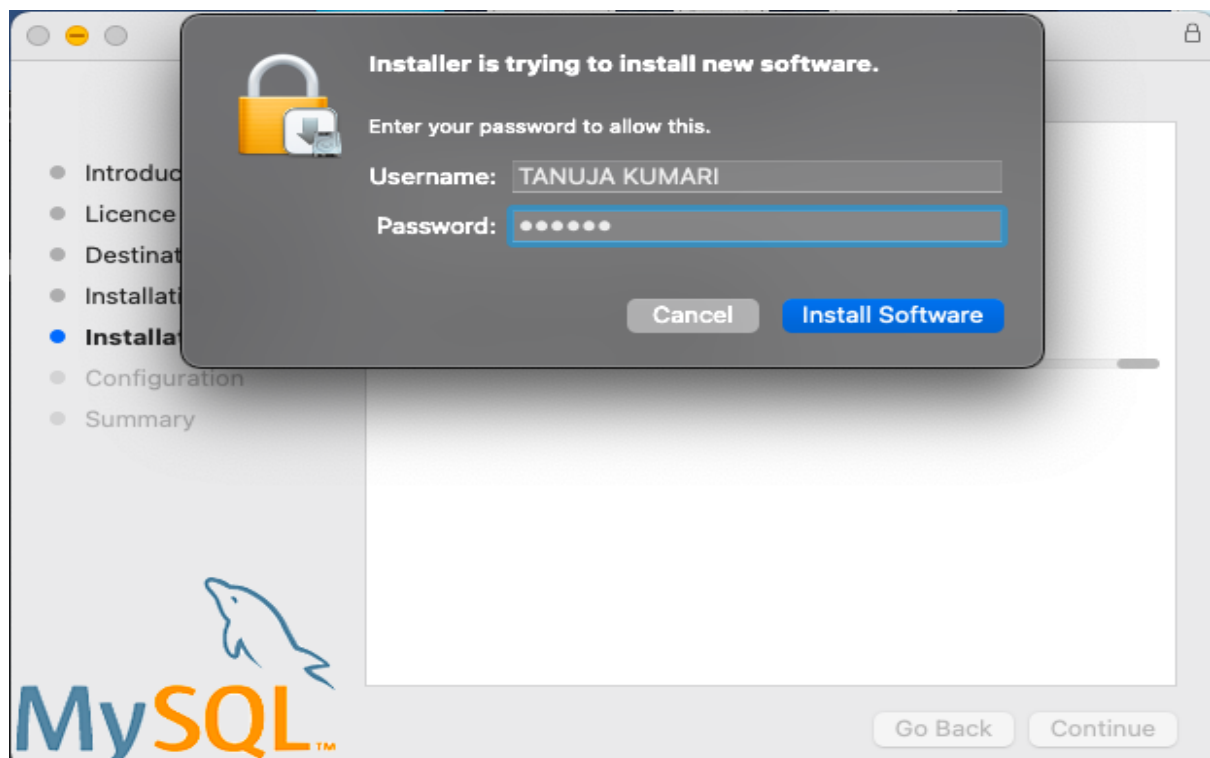 Installer is trying to install new software.
Enter your password to allow this.
Username: TANUJA KUMARI
Password: ••••••
Cancel Install Software
Introduc
Licence
Destinat
Installati
Installat
Configuration
Summary
MySQL™
Go Back Continue